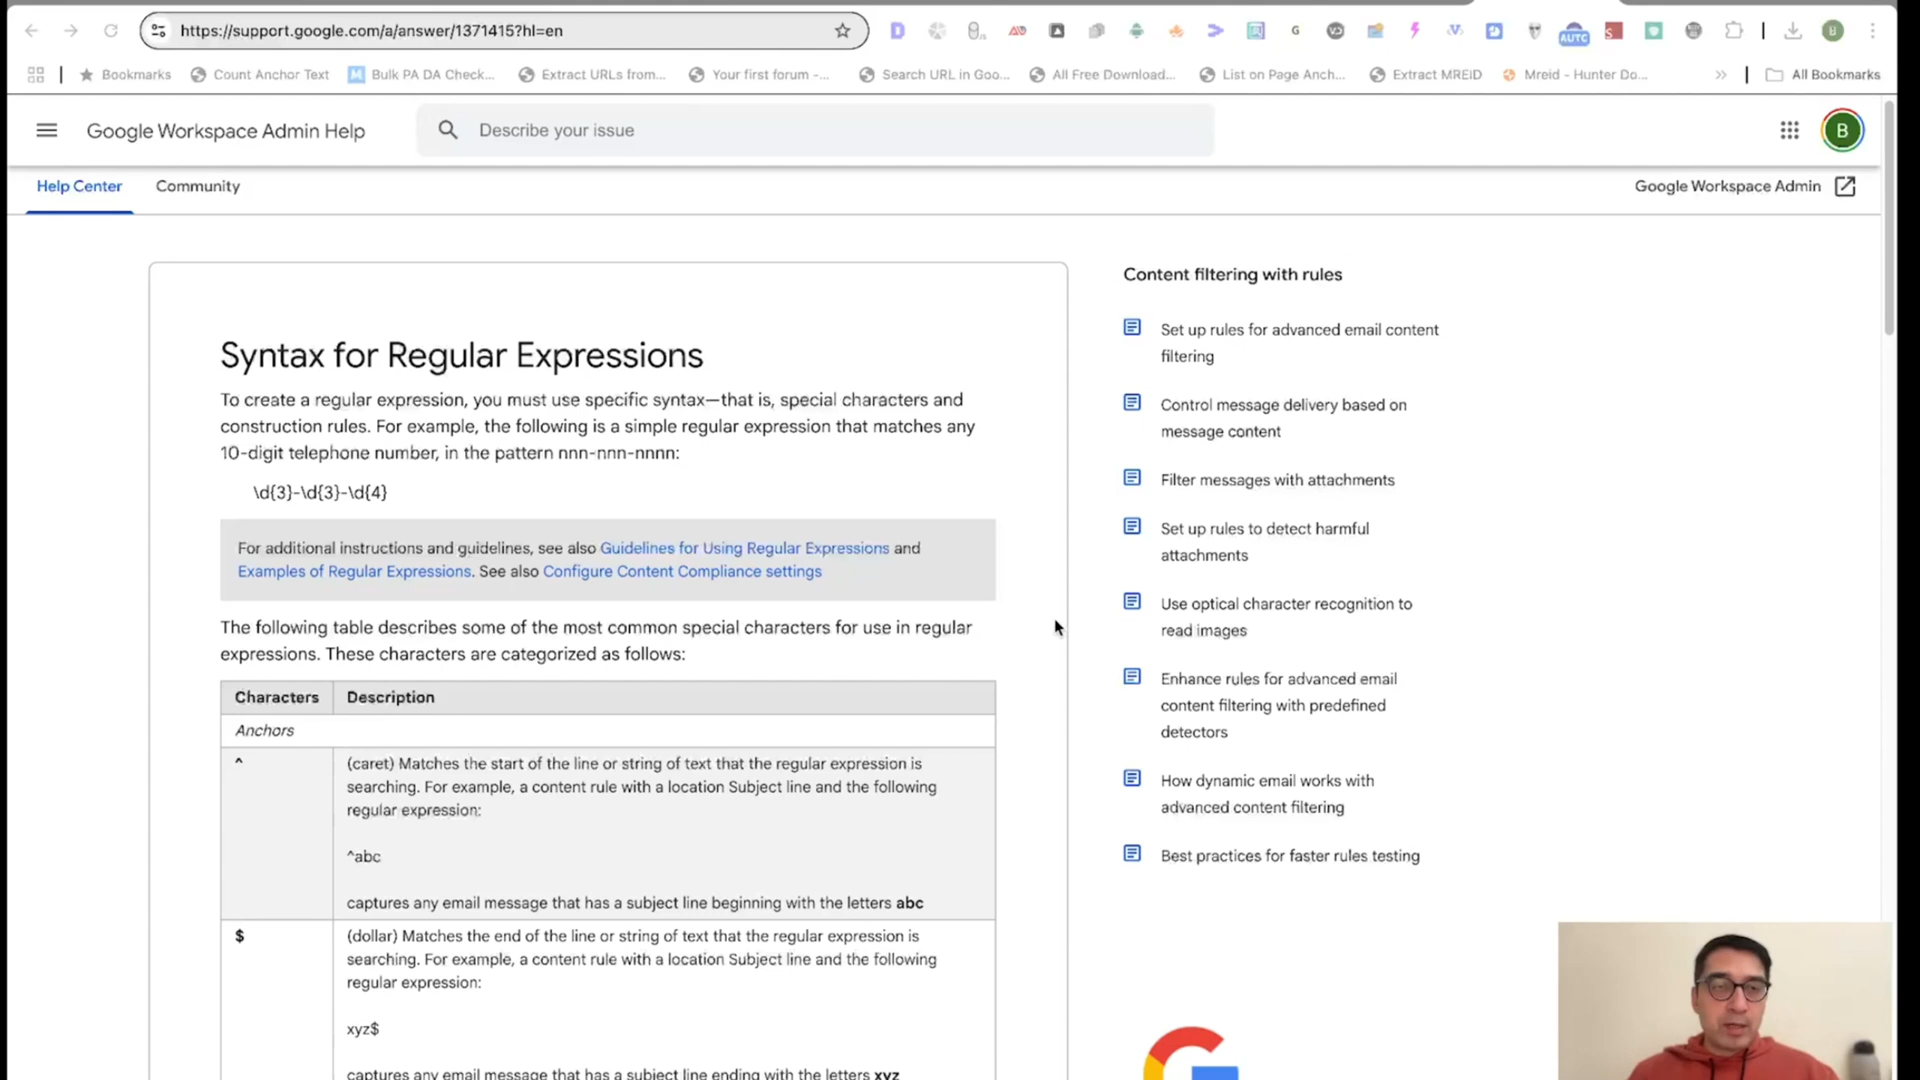 https://support.google.com/a/answer/1371415?hl=en
Bookmarks
Count Anchor Text
Bulk PA DA Check...
Extract URLs from...
Your first forum -...
Search URL in Goo...
All Free Download...
List on Page Anch...
Extract MREID
Mreid - Hunter Do...
All Bookmarks
Google Workspace Admin Help
Describe your issue
B
Help Center
Community
Google Workspace Admin
Syntax for Regular Expressions
To create a regular expression, you must use specific syntax—that is, special characters and
construction rules. For example, the following is a simple regular expression that matches any
10-digit telephone number, in the pattern nnn-nnn-nnnn:
\d{3}-\d{3}-\d{4}
For additional instructions and guidelines, see also Guidelines for Using Regular Expressions and
Examples of Regular Expressions. See also Configure Content Compliance settings
The following table describes some of the most common special characters for use in regular
expressions. These characters are categorized as follows:
Characters
Description
Anchors
^
(caret) Matches the start of the line or string of text that the regular expression is
searching. For example, a content rule with a location Subject line and the following
regular expression:
^abc
captures any email message that has a subject line beginning with the letters abc
$
(dollar) Matches the end of the line or string of text that the regular expression is
searching. For example, a content rule with a location Subject line and the following
regular expression:
xyz$
captures any email message that has a subject line ending with the letters xyz
Content filtering with rules
Set up rules for advanced email content
filtering
Control message delivery based on
message content
Filter messages with attachments
Set up rules to detect harmful
attachments
Use optical character recognition to
read images
Enhance rules for advanced email
content filtering with predefined
detectors
How dynamic email works with
advanced content filtering
Best practices for faster rules testing